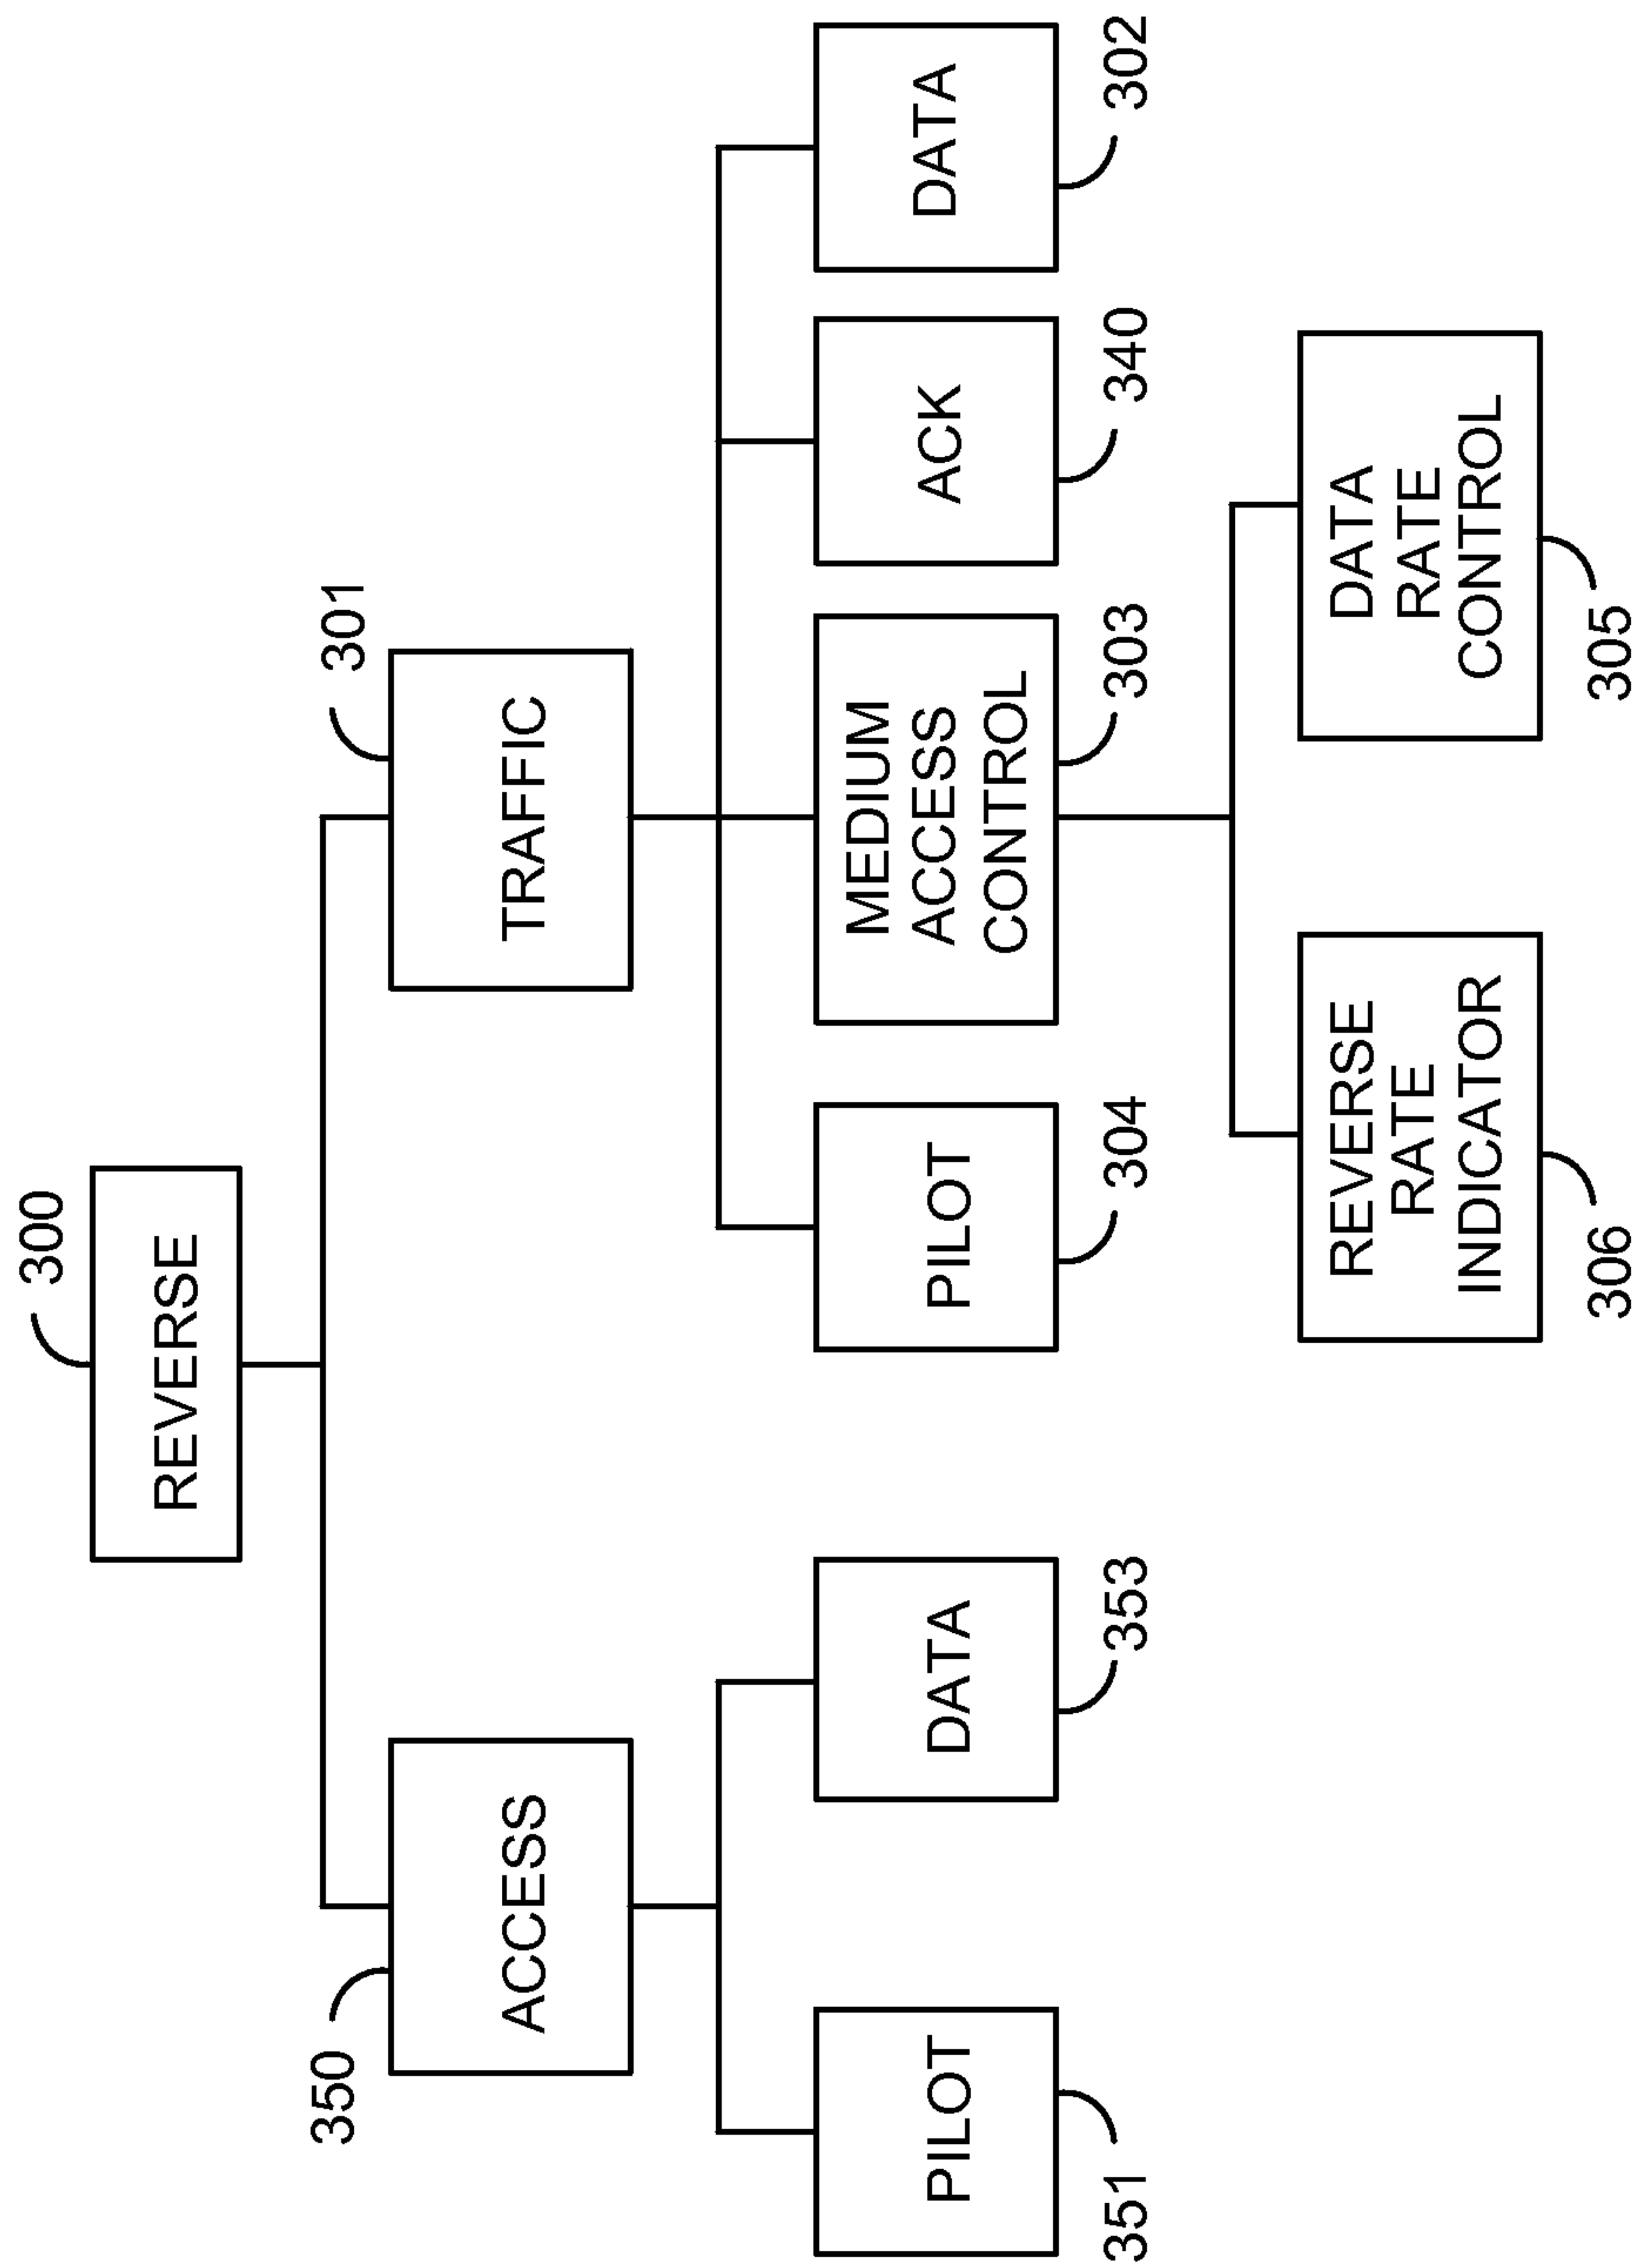 300
REVERSE
350
ACCESS
301
TRAFFIC
PILOT
351
DATA
353
PILOT
304
MEDIUM
ACCESS
CONTROL
303
ACK
340
DATA
302
REVERSE
RATE
INDICATOR
306
DATA
RATE
CONTROL
305